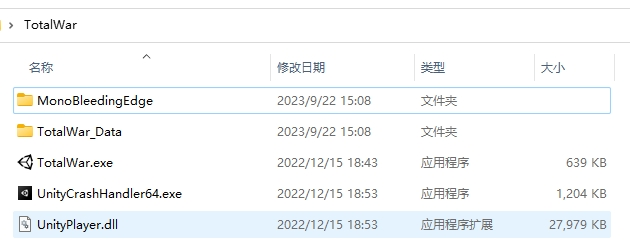 TotalWar
名称 修改日期 类型 大小
MonoBleedingEdge 2023/9/22 15:08 文件夹
TotalWar_Data 2023/9/22 15:08 文件夹
TotalWar.exe 2022/12/15 18:43 应用程序 639 KB
UnityCrashHandler64.exe 2022/12/15 18:53 应用程序 1,204 KB
UnityPlayer.dll 2022/12/15 18:53 应用程序扩展 27,979 KB